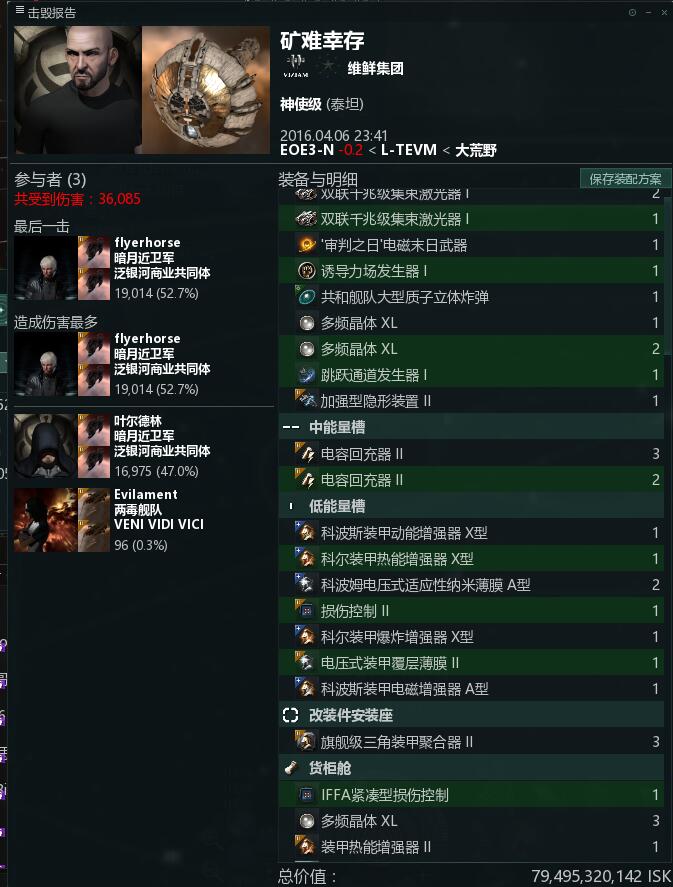 击毁报告
矿难幸存
VIZIAM
维鲜集团
神使级 (泰坦)
2016.04.06 23:41
EOE3-N -0.2 < L-TEVM < 大荒野
参与者 (3)
共受到伤害：36,085
最后一击
flyerhorse
暗月近卫军
泛银河商业共同体
19,014 (52.7%)
造成伤害最多
flyerhorse
暗月近卫军
泛银河商业共同体
19,014 (52.7%)
叶尔德林
暗月近卫军
泛银河商业共同体
16,975 (47.0%)
Evilament
两毒舰队
VENI VIDI VICI
96 (0.3%)
装备与明细
保存装配方案
双联千兆级集束激光器 I 2
双联千兆级集束激光器 I 1
'审判之日'电磁末日武器 1
诱导力场发生器 I 1
共和舰队大型质子立体炸弹 1
多频晶体 XL 1
多频晶体 XL 2
跳跃通道发生器 I 1
加强型隐形装置 II 1
中能量槽
电容回充器 II 3
电容回充器 II 2
低能量槽
科波斯装甲动能增强器 X型 1
科尔装甲热能增强器 X型 1
科波姆电压式适应性纳米薄膜 A型 2
损伤控制 II 1
科尔装甲爆炸增强器 X型 1
电压式装甲覆层薄膜 II 1
科波斯装甲电磁增强器 A型 1
改装件安装座
旗舰级三角装甲聚合器 II 3
货柜舱
IFFA紧凑型损伤控制 1
多频晶体 XL 3
装甲热能增强器 II 1
总价值： 79,495,320,142 ISK